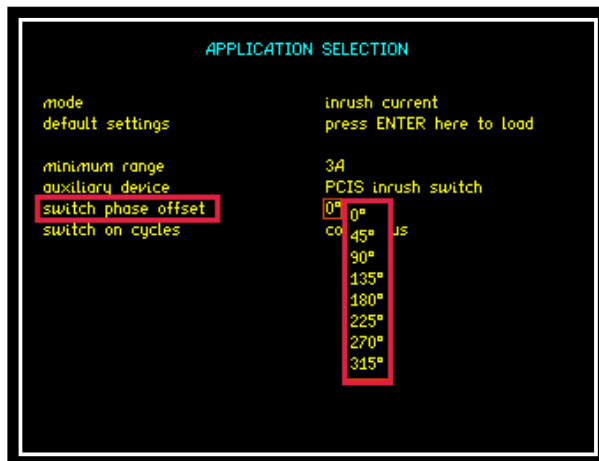 APPLICATION SELECTION
mode inrush current
default settings press ENTER here to load
minimum range 3A
auxiliary device PCIS inrush switch
switch phase offset 0°
switch on cycles
0°
45°
90°
135°
180°
225°
270°
315°